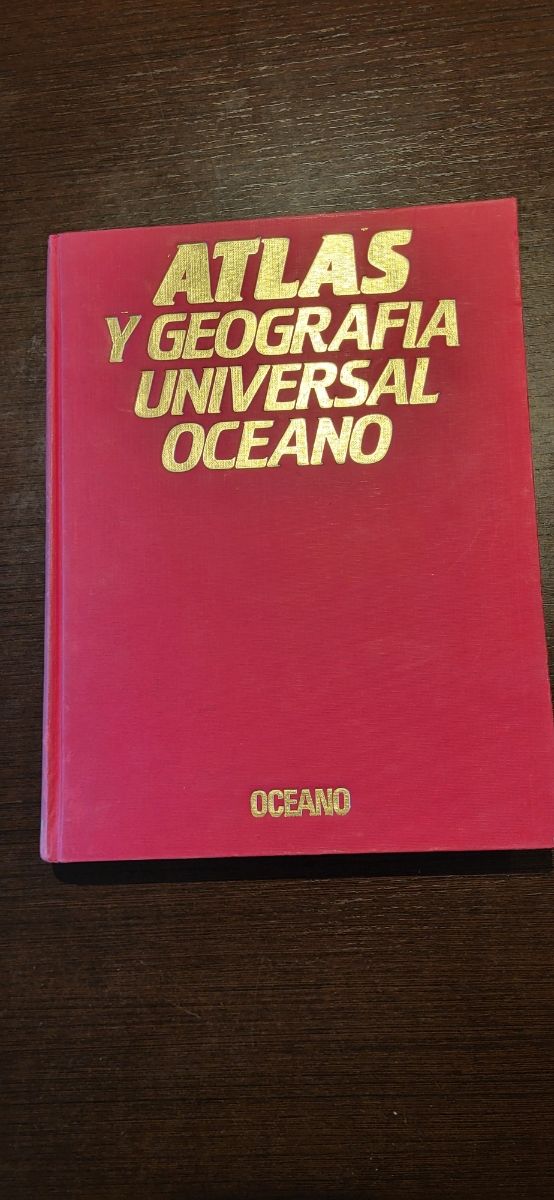 ATLAS
Y GEOGRAFIA
UNIVERSAL
OCEANO
OCEANO